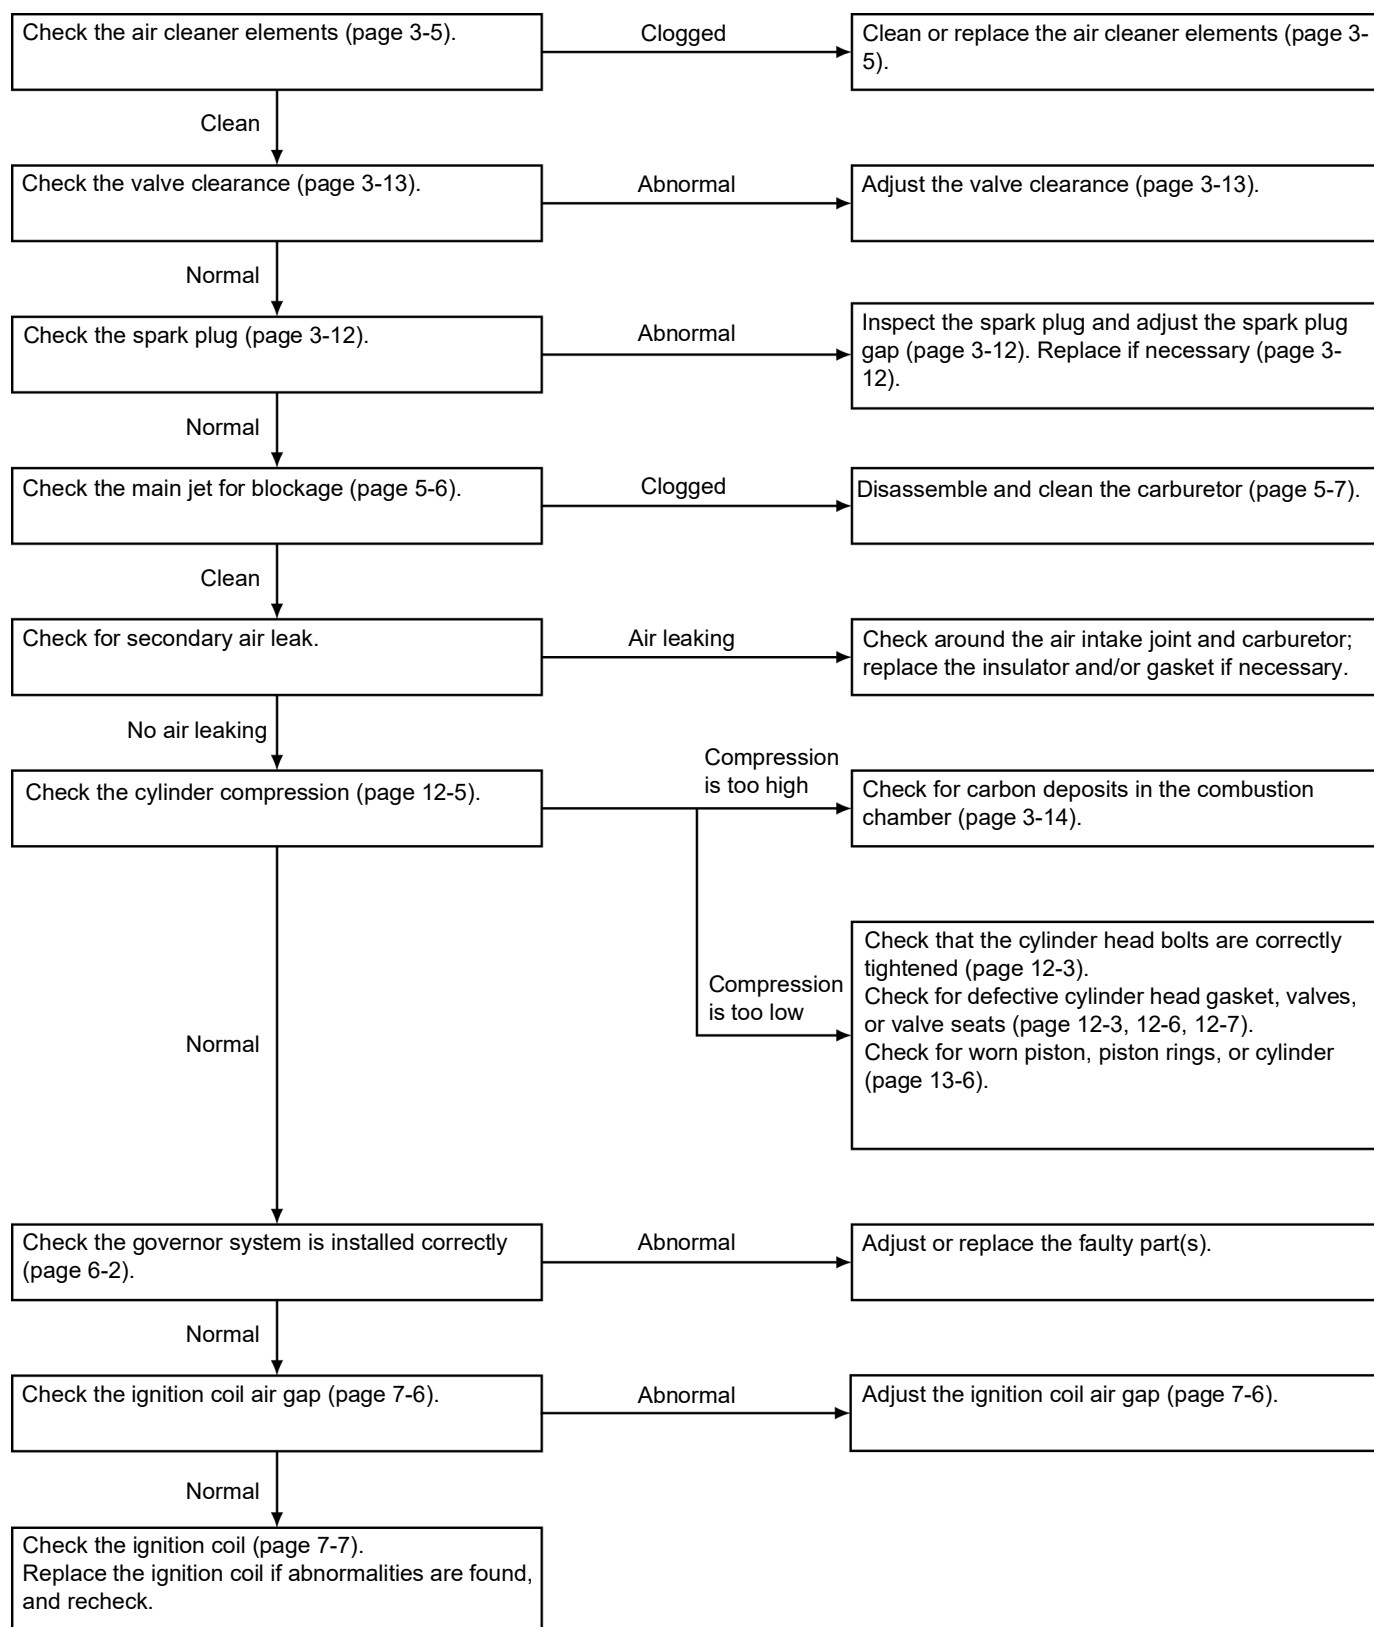 Check the air cleaner elements (page 3-5).
Clogged
Clean or replace the air cleaner elements (page 3-
5).
Clean
Check the valve clearance (page 3-13).
Abnormal
Adjust the valve clearance (page 3-13).
Normal
Check the spark plug (page 3-12).
Abnormal
Inspect the spark plug and adjust the spark plug
gap (page 3-12). Replace if necessary (page 3-
12).
Normal
Check the main jet for blockage (page 5-6).
Clogged
Disassemble and clean the carburetor (page 5-7).
Clean
Check for secondary air leak.
Air leaking
Check around the air intake joint and carburetor;
replace the insulator and/or gasket if necessary.
No air leaking
Check the cylinder compression (page 12-5).
Compression
is too high
Check for carbon deposits in the combustion
chamber (page 3-14).
Compression
is too low
Check that the cylinder head bolts are correctly
tightened (page 12-3).
Check for defective cylinder head gasket, valves,
or valve seats (page 12-3, 12-6, 12-7).
Check for worn piston, piston rings, or cylinder
(page 13-6).
Normal
Check the governor system is installed correctly
(page 6-2).
Abnormal
Adjust or replace the faulty part(s).
Normal
Check the ignition coil air gap (page 7-6).
Abnormal
Adjust the ignition coil air gap (page 7-6).
Normal
Check the ignition coil (page 7-7).
Replace the ignition coil if abnormalities are found,
and recheck.